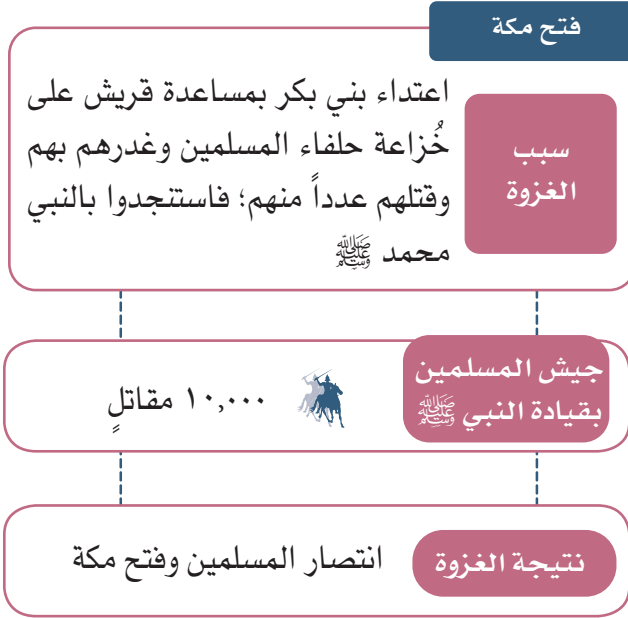 فتح مكة
سبب
الغزوة
اعتداء بني بكر بمساعدة قريش على
خُزاعة حلفاء المسلمين وغدرهم بهم
وقتلهم عدداً منهم؛ فاستنجدوا بالنبي
محمد ﷺ
جيش المسلمين
بقيادة النبي ﷺ
١٠,٠٠٠ مقاتلٍ
نتيجة الغزوة
انتصار المسلمين وفتح مكة